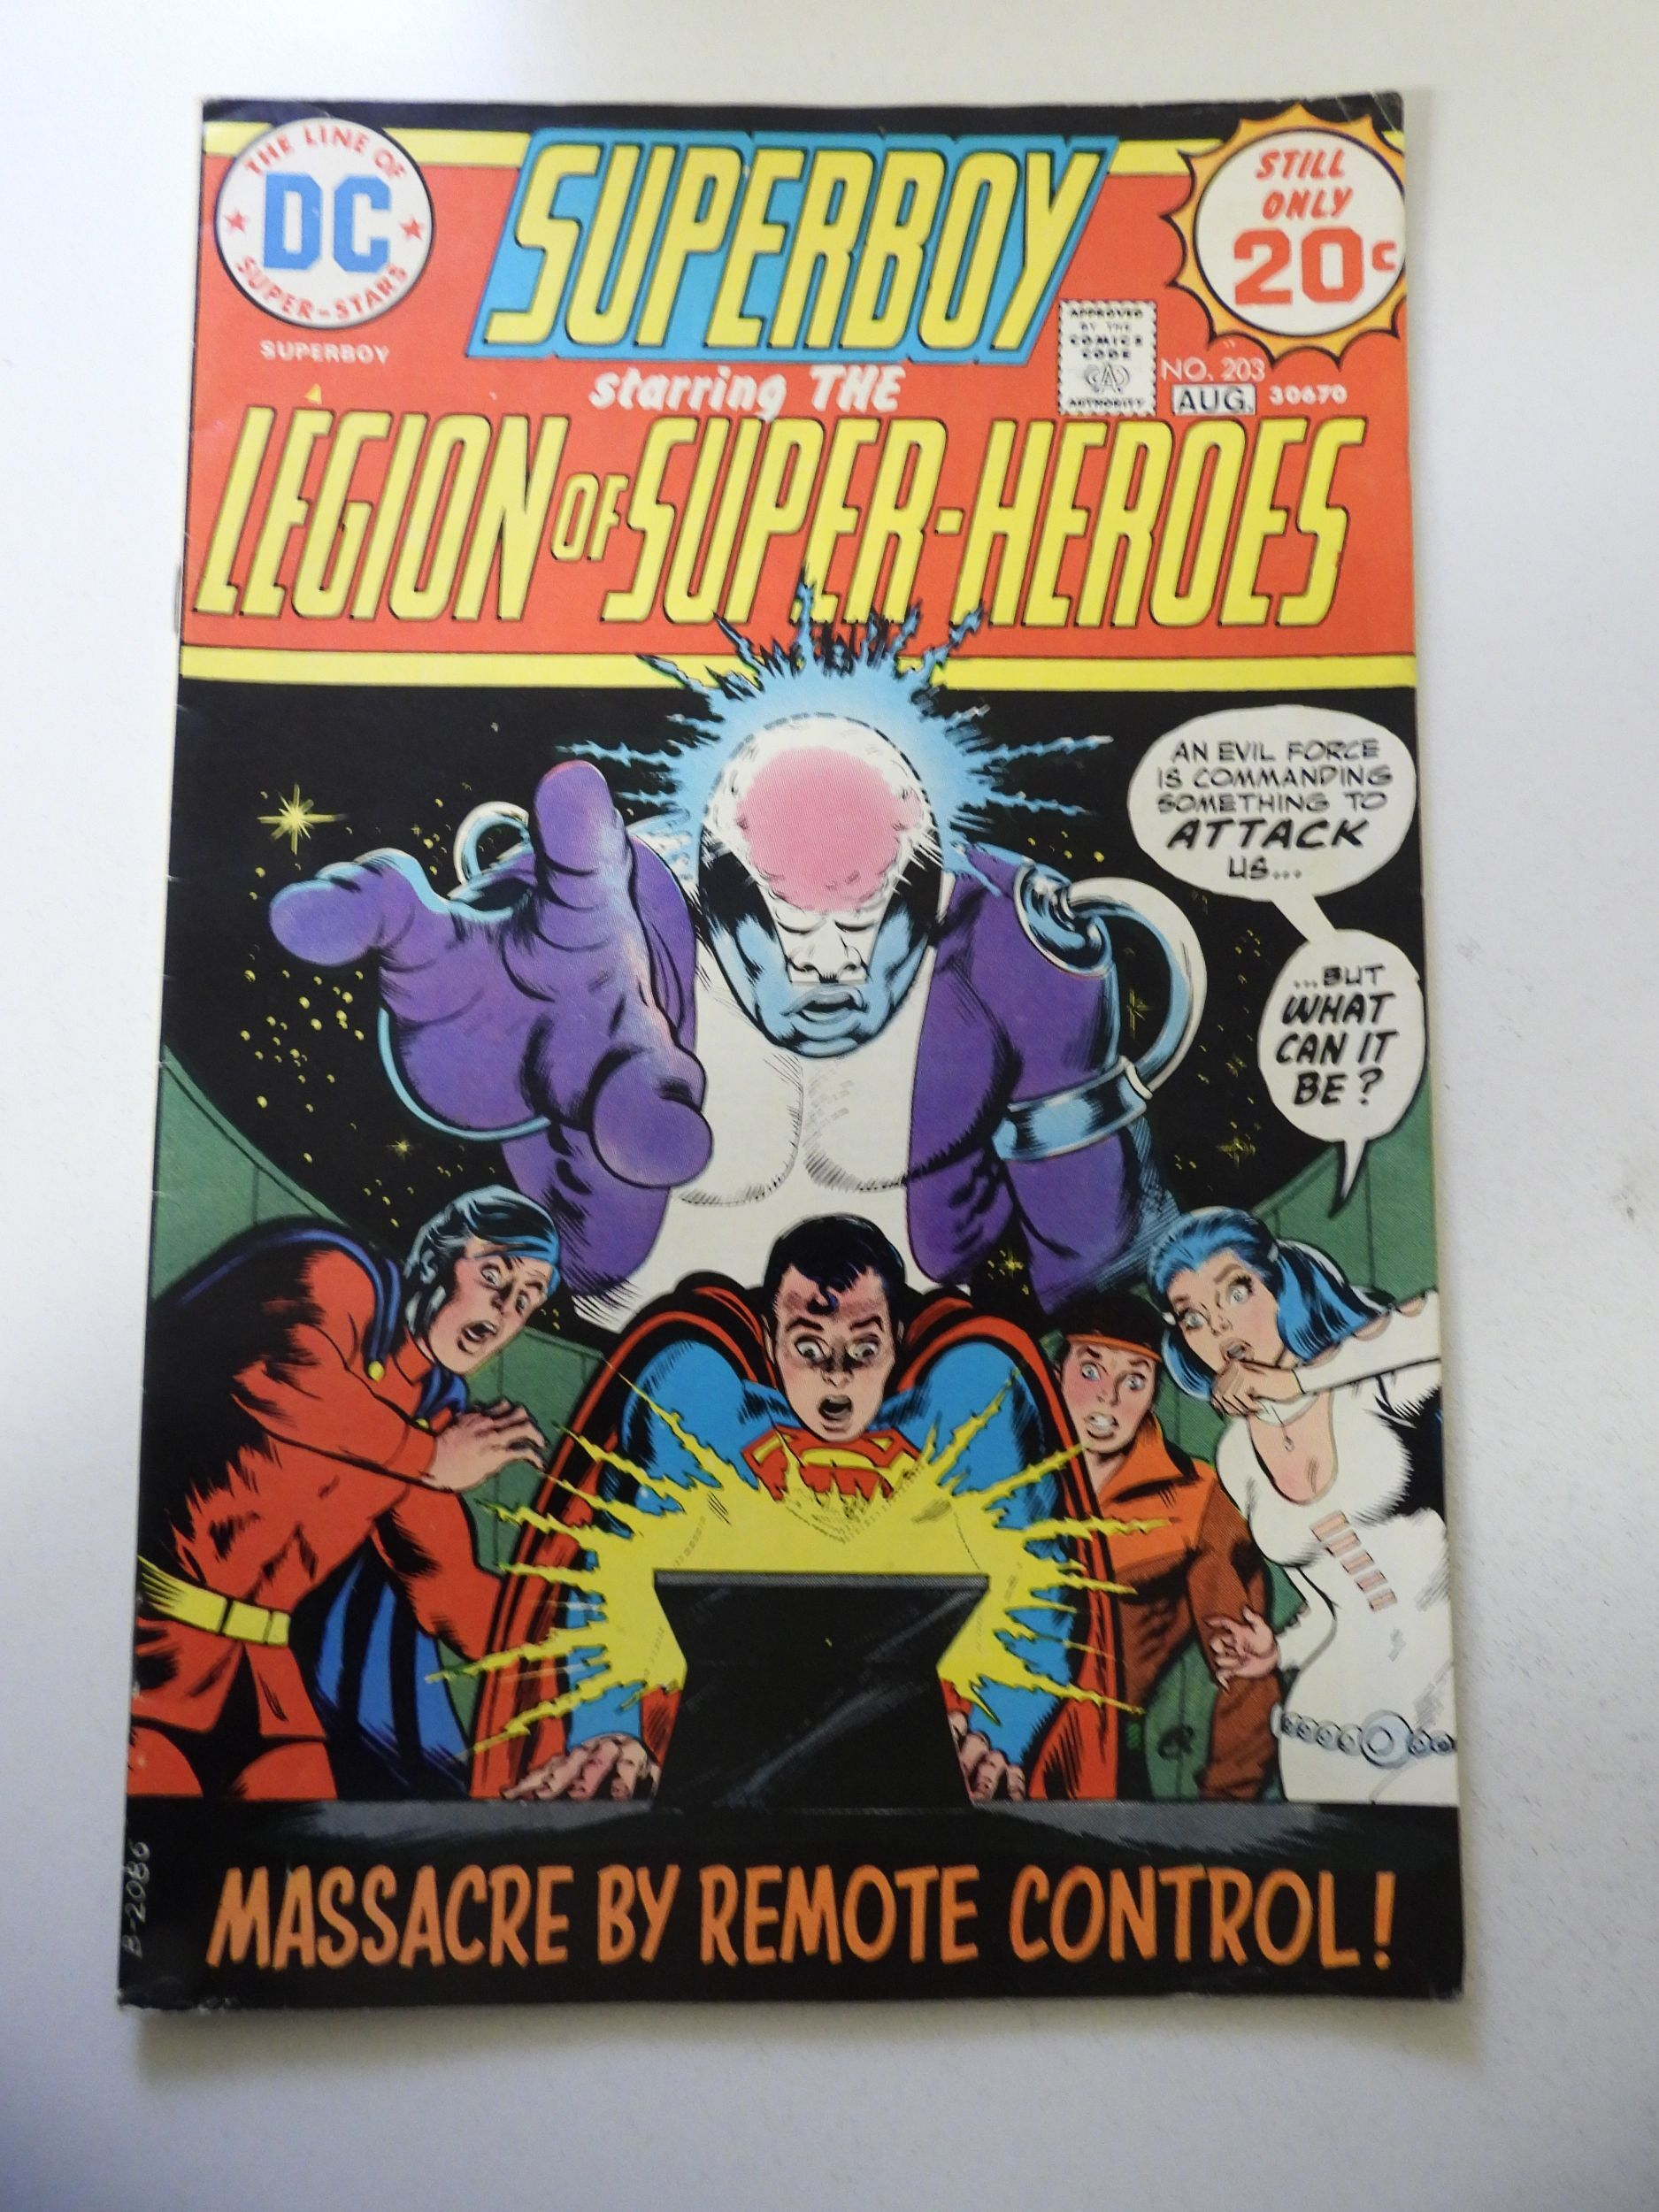 THE LINE OF
DC
SUPER-STARS
SUPERBOY
SUPERBOY
starring THE
LEGION OF SUPER-HEROES
STILL
ONLY
20¢
APPROVED
BY THE
COMICS
CODE
CA
AUTHORITY
NO. 203
AUG. 30670
AN EVIL FORCE
IS COMMANDING
SOMETHING TO
ATTACK
US...
...BUT
WHAT
CAN IT
BE?
B-2086
MASSACRE BY REMOTE CONTROL!